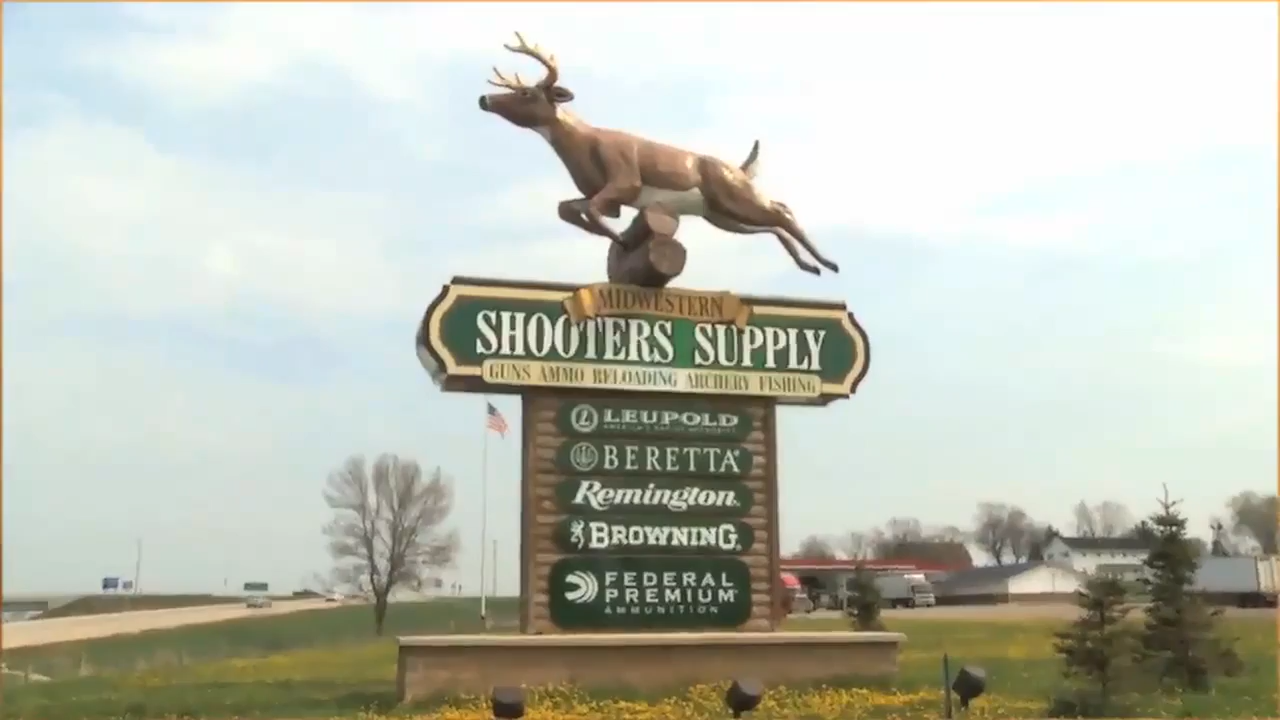 MIDWESTERN
SHOOTERS SUPPLY
GUNS AMMO RELOADING ARCHERY FISHING
LEUPOLD
BERETTA
Remington
BROWNING
FEDERAL
PREMIUM
AMMUNITION